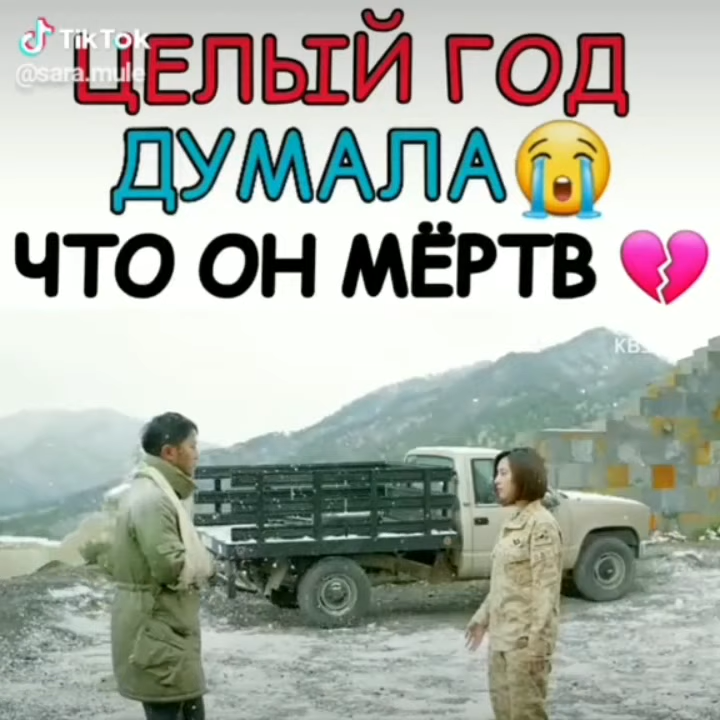 TikTok
@sara.mule
ЦЕЛЫЙ ГОД
ДУМАЛА😭
ЧТО ОН МЁРТВ 💔